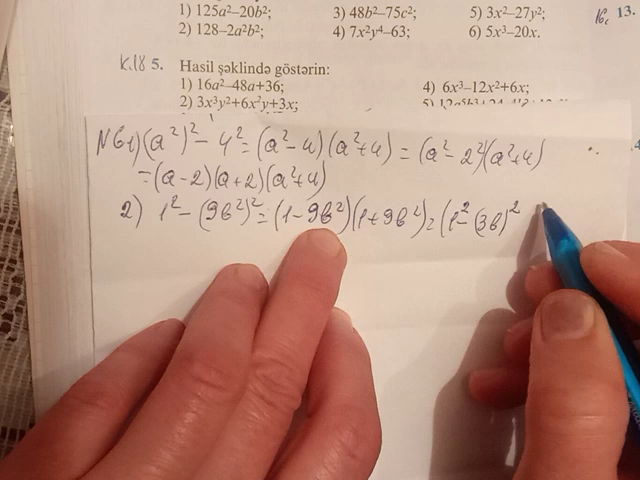 1) 125a²–20b²; 3) 48b²–75c²; 5) 3x²–27y²;
2) 128–2a²b²; 4) 7x²y⁴–63; 6) 5x³–20x.
13.
K.18 5. Hasil şəklində göstərin:
1) 16a²–48a+36; 4) 6x³–12x²+6x;
2) 3x³y²+6x²y+3x;
N6 1) (a²)² - 4² = (a²-4)(a²+4) = (a²-2²)(a²+4)
=(a-2)(a+2)(a²+4)
2) 1² - (9b²)² = (1-9b²)(1+9b²) = (1²-(3b)²